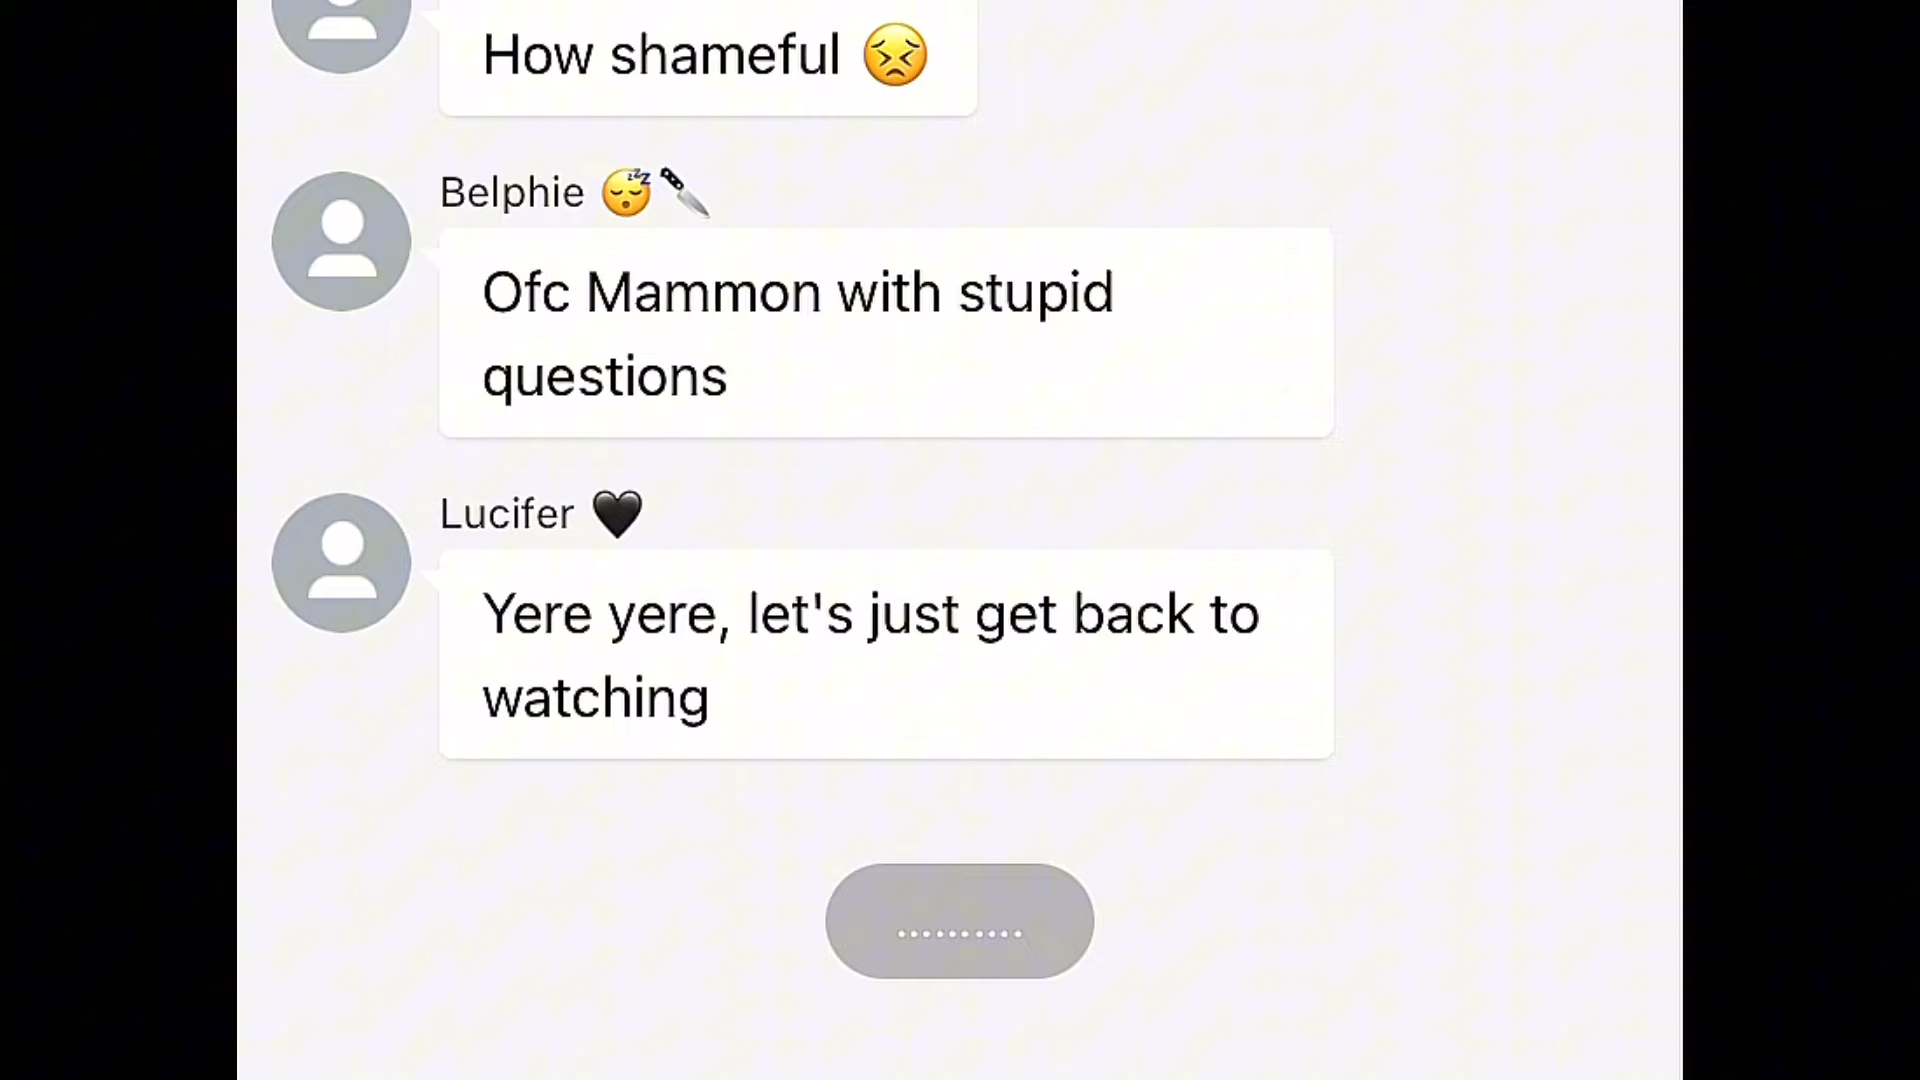 How shameful 😣
Belphie 😴🔪
Ofc Mammon with stupid
questions
Lucifer 🖤
Yere yere, let's just get back to
watching
..........